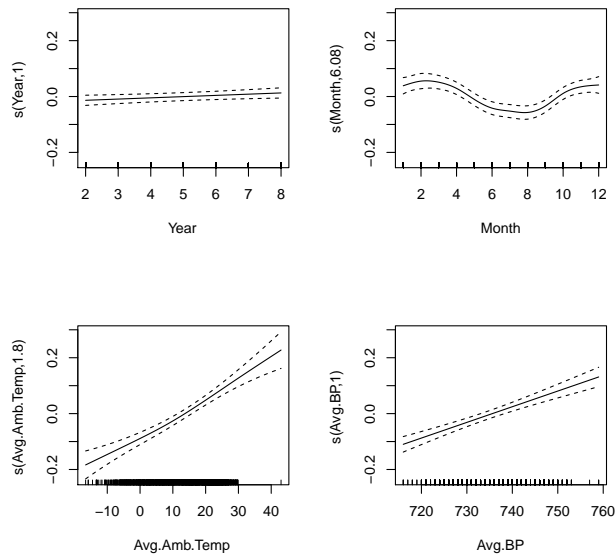 s(Year,1)
−0.2 0.0 0.2
2 3 4 5 6 7 8
Year
s(Month,6.08)
−0.2 0.0 0.2
2 4 6 8 10 12
Month
s(Avg.Amb.Temp,1.8)
−0.2 0.0 0.2
−10 0 10 20 30 40
Avg.Amb.Temp
s(Avg.BP,1)
−0.2 0.0 0.2
720 730 740 750 760
Avg.BP